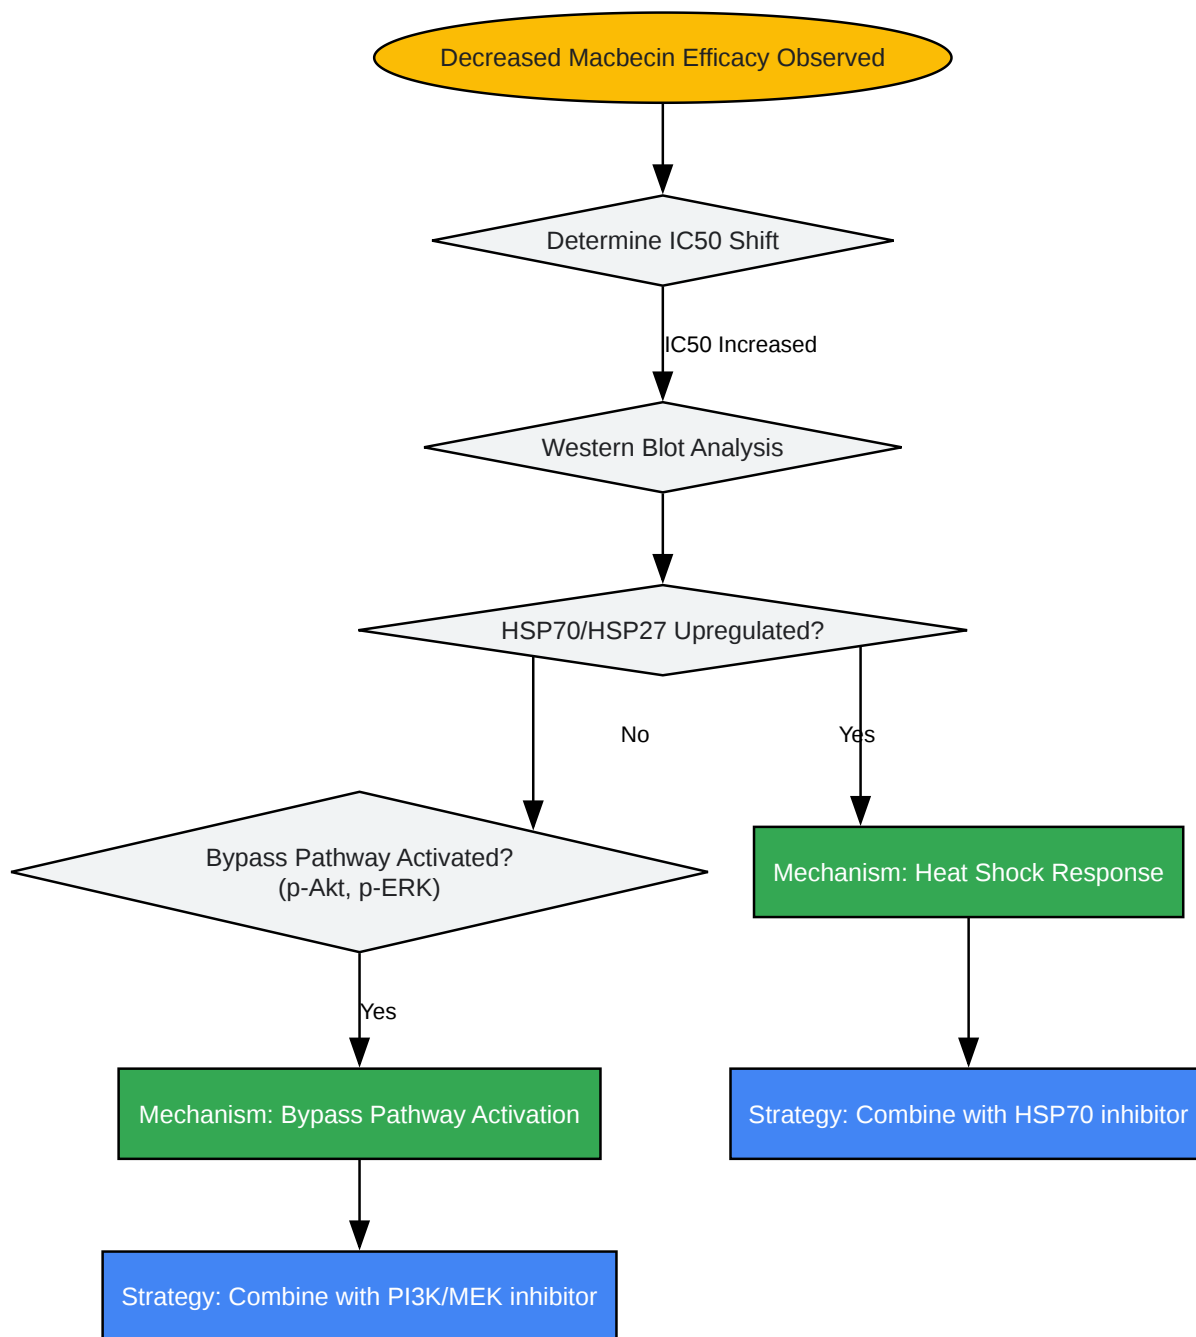 Decreased Macbecin Efficacy Observed
Determine IC50 Shift
IC50 Increased
Western Blot Analysis
HSP70/HSP27 Upregulated?
No
Yes
Bypass Pathway Activated?
(p-Akt, p-ERK)
Mechanism: Heat Shock Response
Yes
Mechanism: Bypass Pathway Activation
Strategy: Combine with HSP70 inhibitor
Strategy: Combine with PI3K/MEK inhibitor